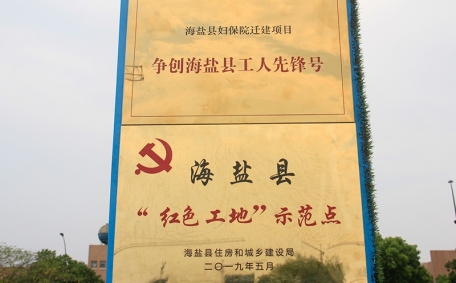 海盐县妇保院迁建项目
争创海盐县工人先锋号
海盐县
“红色工地”示范点
海盐县住房和城乡建设局
二〇一九年五月